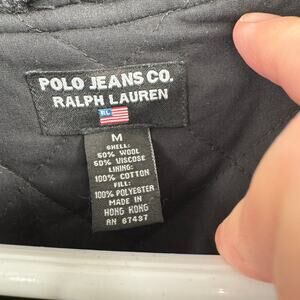 POLO JEANS CO.
RALPH LAUREN
RL
M
SHELL:
50% WOOL
50% VISCOSE
LINING:
100% COTTON
FILL:
100% POLYESTER
MADE IN
HONG KONG
AN 67437